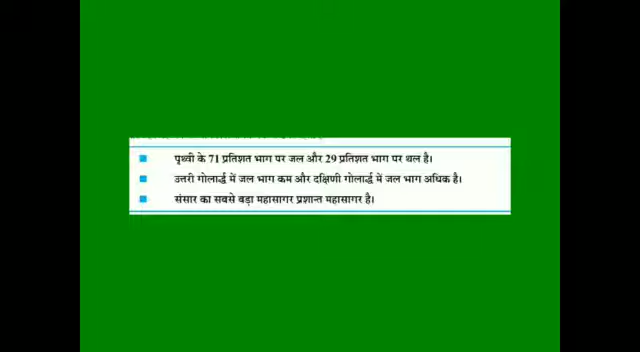 पृथ्वी के 71 प्रतिशत भाग पर जल और 29 प्रतिशत भाग पर थल है।
उत्तरी गोलार्द्ध में जल भाग कम और दक्षिणी गोलार्द्ध में जल भाग अधिक है।
संसार का सबसे बड़ा महासागर प्रशान्त महासागर है।